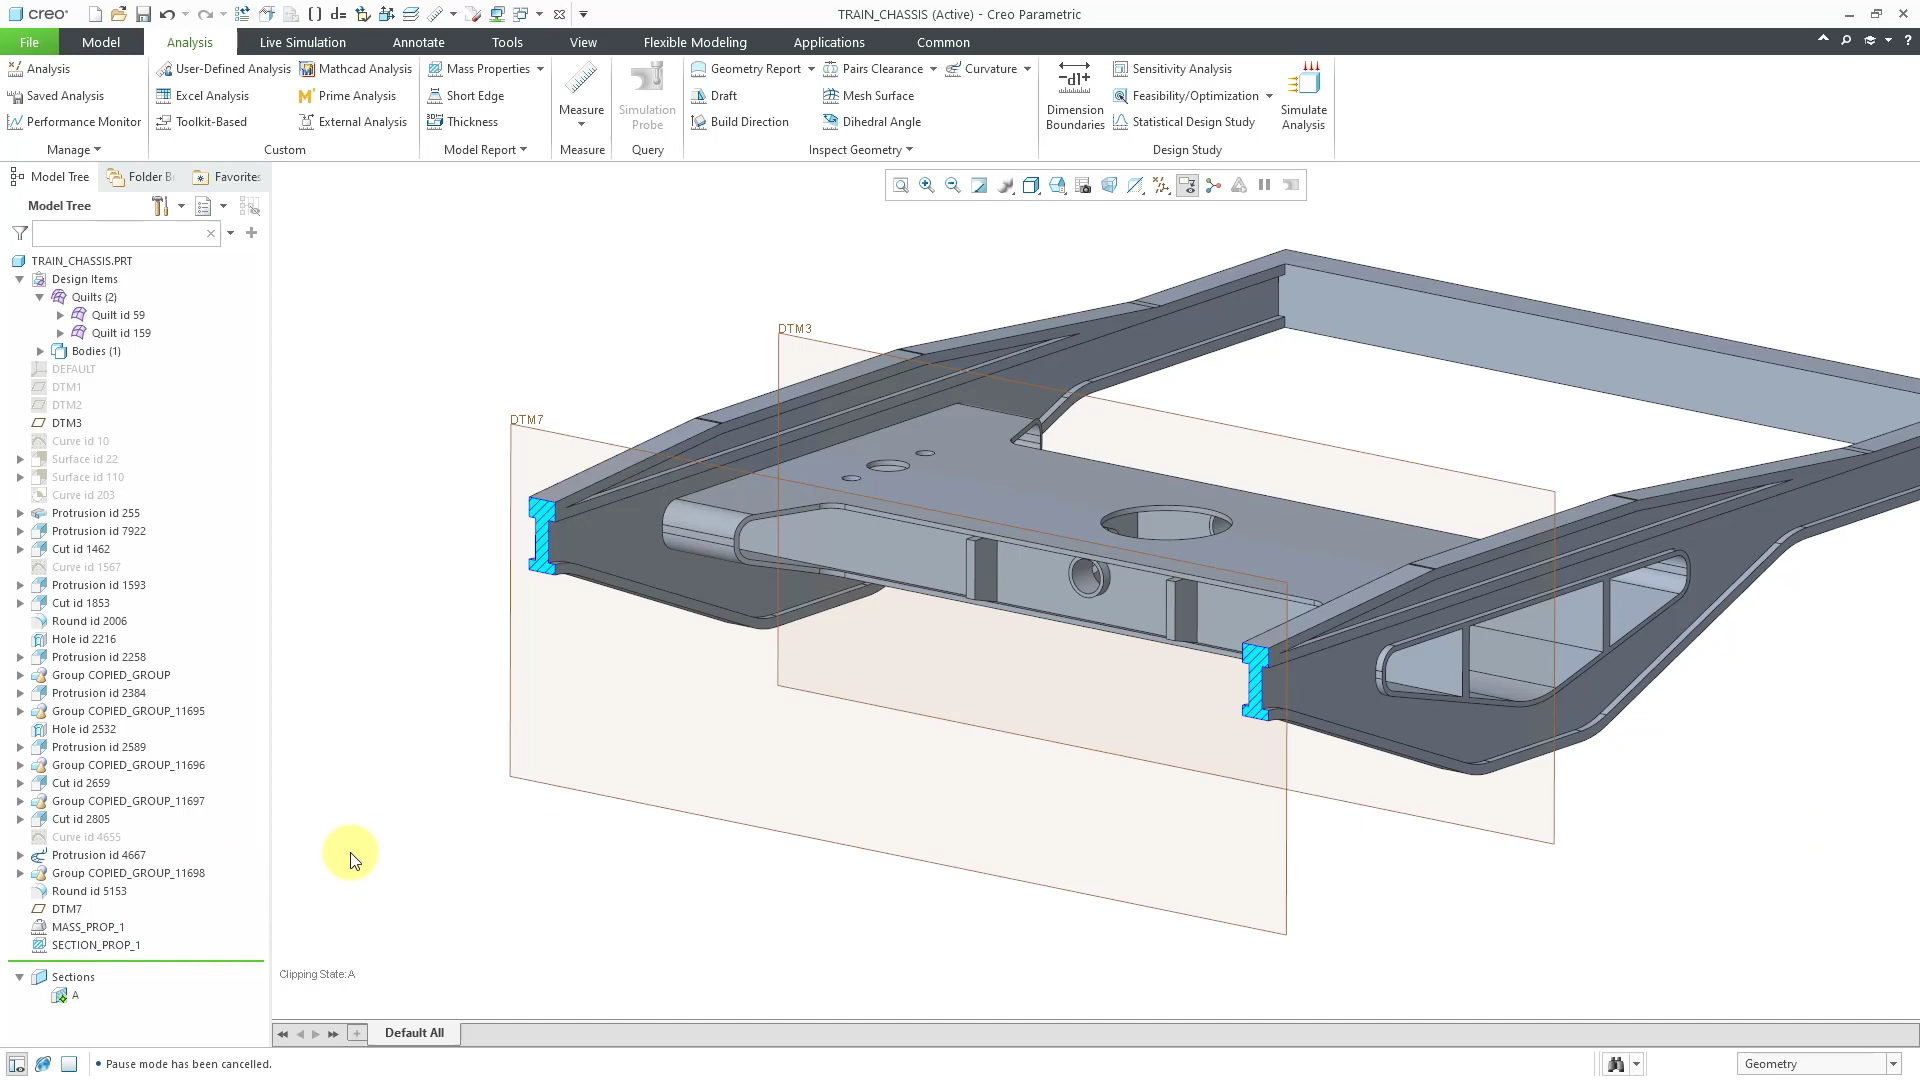 creo
TRAIN_CHASSIS (Active) - Creo Parametric
File Model Analysis Live Simulation Annotate Tools View Flexible Modeling Applications Common
Analysis
Saved Analysis
Performance Monitor
Manage
User-Defined Analysis
Excel Analysis
Toolkit-Based
Mathcad Analysis
Prime Analysis
External Analysis
Custom
Mass Properties
Short Edge
Thickness
Model Report
Measure
Measure
Simulation
Probe
Query
Geometry Report
Draft
Build Direction
Pairs Clearance
Mesh Surface
Dihedral Angle
Curvature
Inspect Geometry
Dimension
Boundaries
Sensitivity Analysis
Feasibility/Optimization
Statistical Design Study
Simulate
Analysis
Design Study
Model Tree Folder B Favorites
Model Tree
TRAIN_CHASSIS.PRT
Design Items
Quilts (2)
Quilt id 59
Quilt id 159
Bodies (1)
DEFAULT
DTM1
DTM2
DTM3
Curve id 10
Surface id 22
Surface id 110
Curve id 203
Protrusion id 255
Protrusion id 7922
Cut id 1462
Curve id 1567
Protrusion id 1593
Cut id 1853
Round id 2006
Hole id 2216
Protrusion id 2258
Group COPIED_GROUP
Protrusion id 2384
Group COPIED_GROUP_11695
Hole id 2532
Protrusion id 2589
Group COPIED_GROUP_11696
Cut id 2659
Group COPIED_GROUP_11697
Cut id 2805
Curve id 4655
Protrusion id 4667
Group COPIED_GROUP_11698
Round id 5153
DTM7
MASS_PROP_1
SECTION_PROP_1
Sections
A
DTM3
DTM7
Clipping State: A
Default All
Pause mode has been cancelled.
Geometry